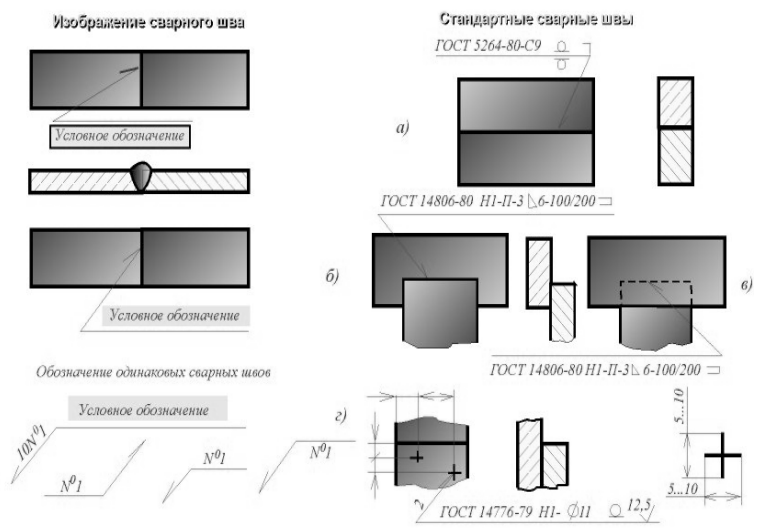 Изображение сварного шва
Условное обозначение
Условное обозначение
Обозначение одинаковых сварных швов
Условное обозначение
10N⁰1
N⁰1
N⁰1
N⁰1
Стандартные сварные швы
ГОСТ 5264-80-С9
а)
ГОСТ 14806-80 Н1-П-3 6-100/200
б)
в)
ГОСТ 14806-80 Н1-П-3 6-100/200
г)
2
5...10
5...10
ГОСТ 14776-79 Н1- ∅11 12,5